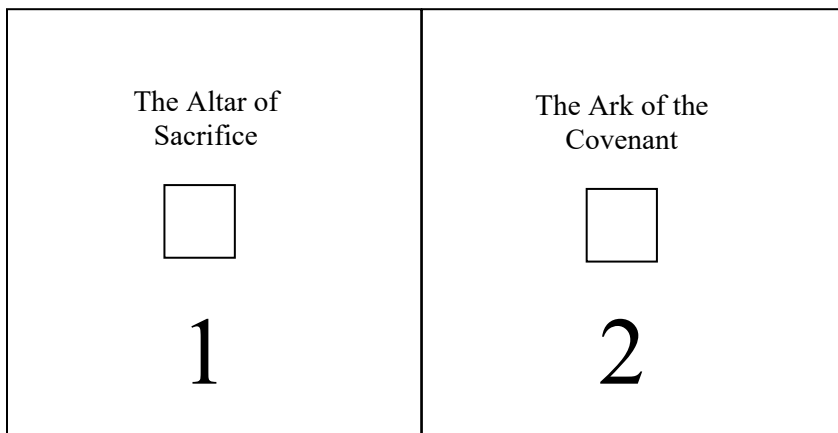 The Altar of
Sacrifice
1
The Ark of the
Covenant
2